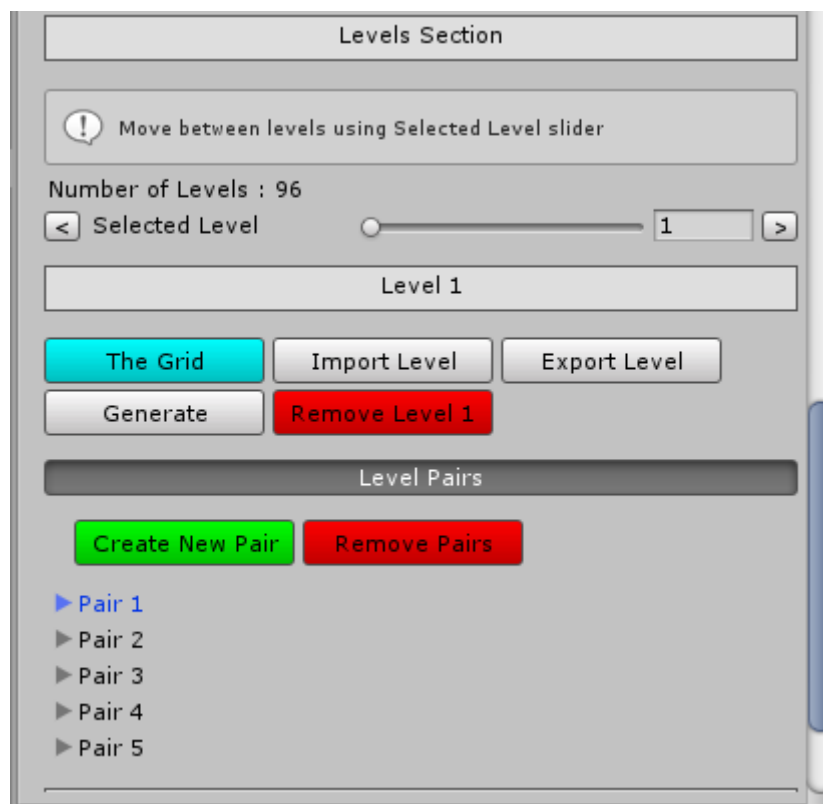 Levels Section
Move between levels using Selected Level slider
Number of Levels : 96
< Selected Level 1 >
Level 1
The Grid Import Level Export Level
Generate Remove Level 1
Level Pairs
Create New Pair Remove Pairs
Pair 1
Pair 2
Pair 3
Pair 4
Pair 5